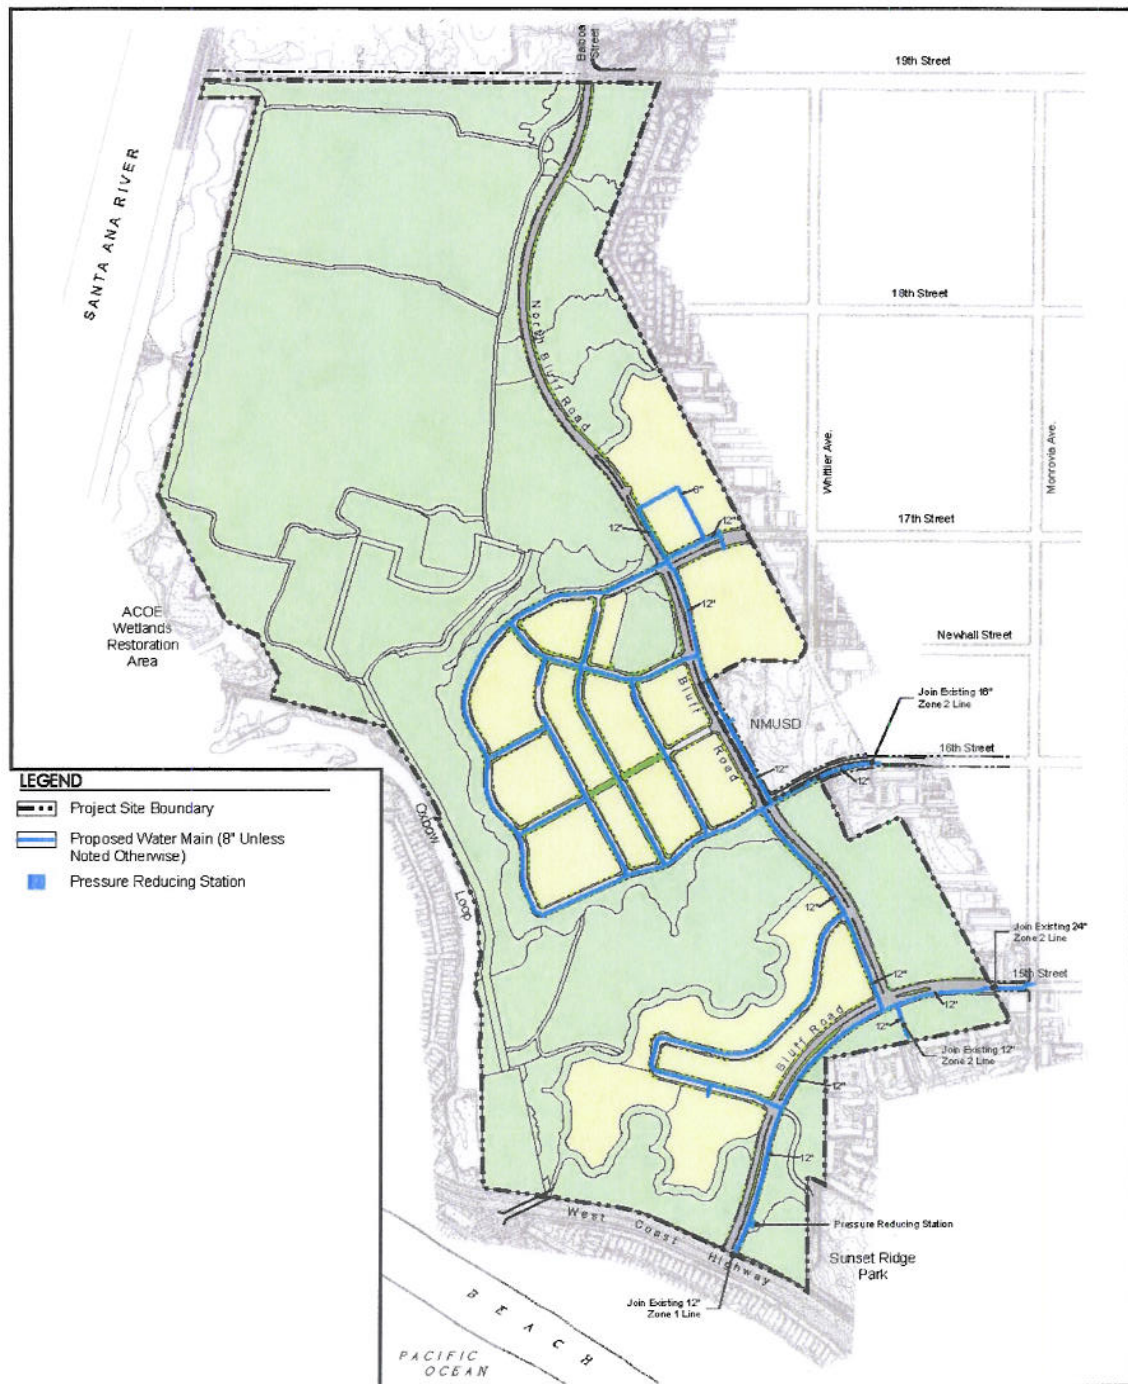 Balboa
Street
19th Street
SANTA ANA RIVER
18th Street
North Bluff Road
Whittier Ave.
Monrovia Ave.
6"
12"
12"
17th Street
12"
ACOE
Wetlands
Restoration
Area
Newhall Street
Bluff Road
NMUSD
Join Existing 16"
Zone 2 Line
16th Street
12"
12"
LEGEND
Project Site Boundary
Proposed Water Main (8" Unless
Noted Otherwise)
Pressure Reducing Station
Oxbow Loop
12"
Join Existing 24"
Zone 2 Line
15th Street
12"
12"
12"
Bluff Road
Join Existing 12"
Zone 2 Line
12"
12"
Pressure Reducing Station
West Coast Highway
Sunset Ridge
Park
Join Existing 12"
Zone 1 Line
BEACH
PACIFIC
OCEAN